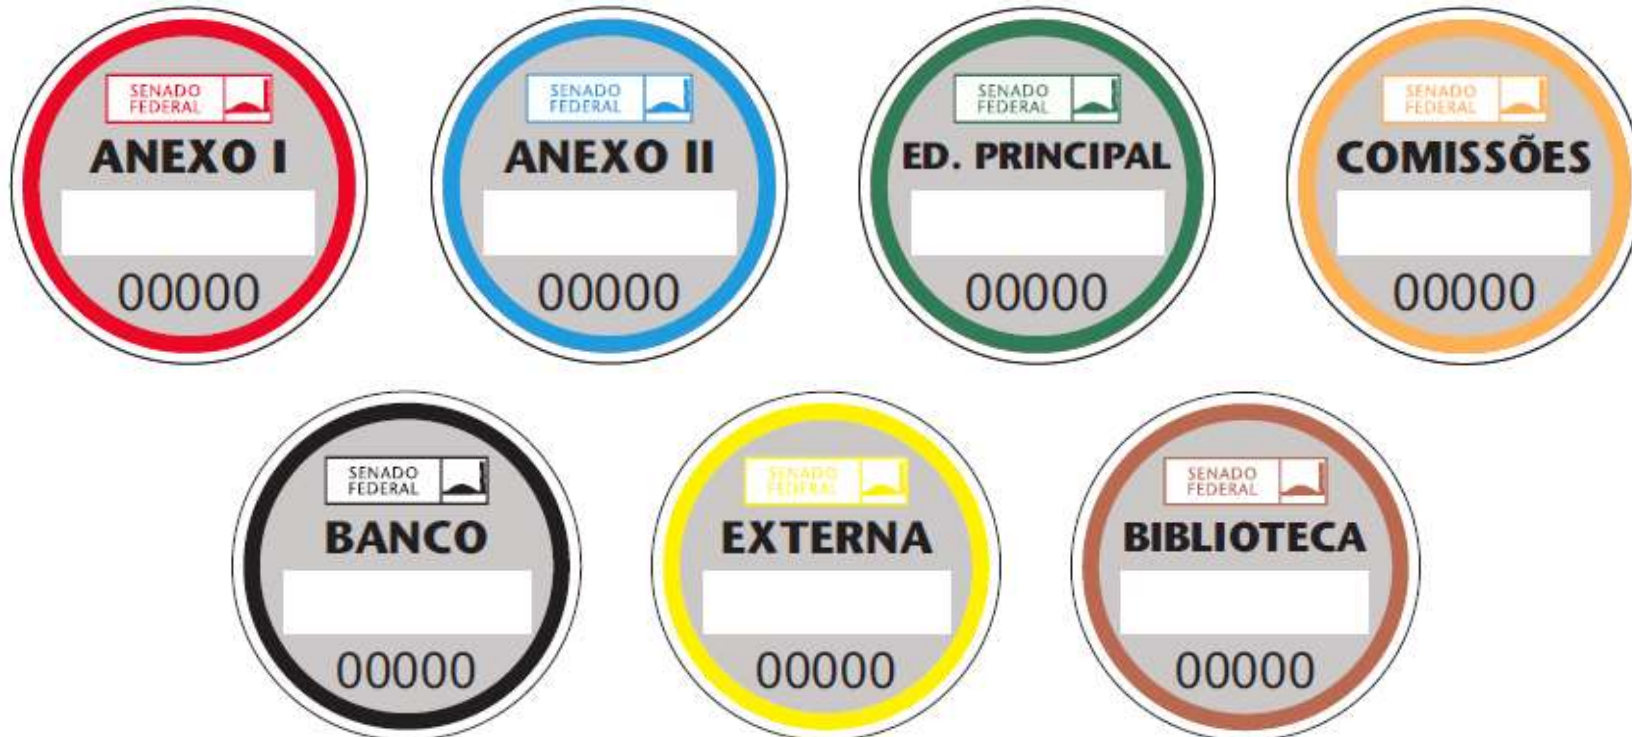 SENADO
FEDERAL
ANEXO I
00000
SENADO
FEDERAL
ANEXO II
00000
SENADO
FEDERAL
ED. PRINCIPAL
00000
SENADO
FEDERAL
COMISSÕES
00000
SENADO
FEDERAL
BANCO
00000
SENADO
FEDERAL
EXTERNA
00000
SENADO
FEDERAL
BIBLIOTECA
00000